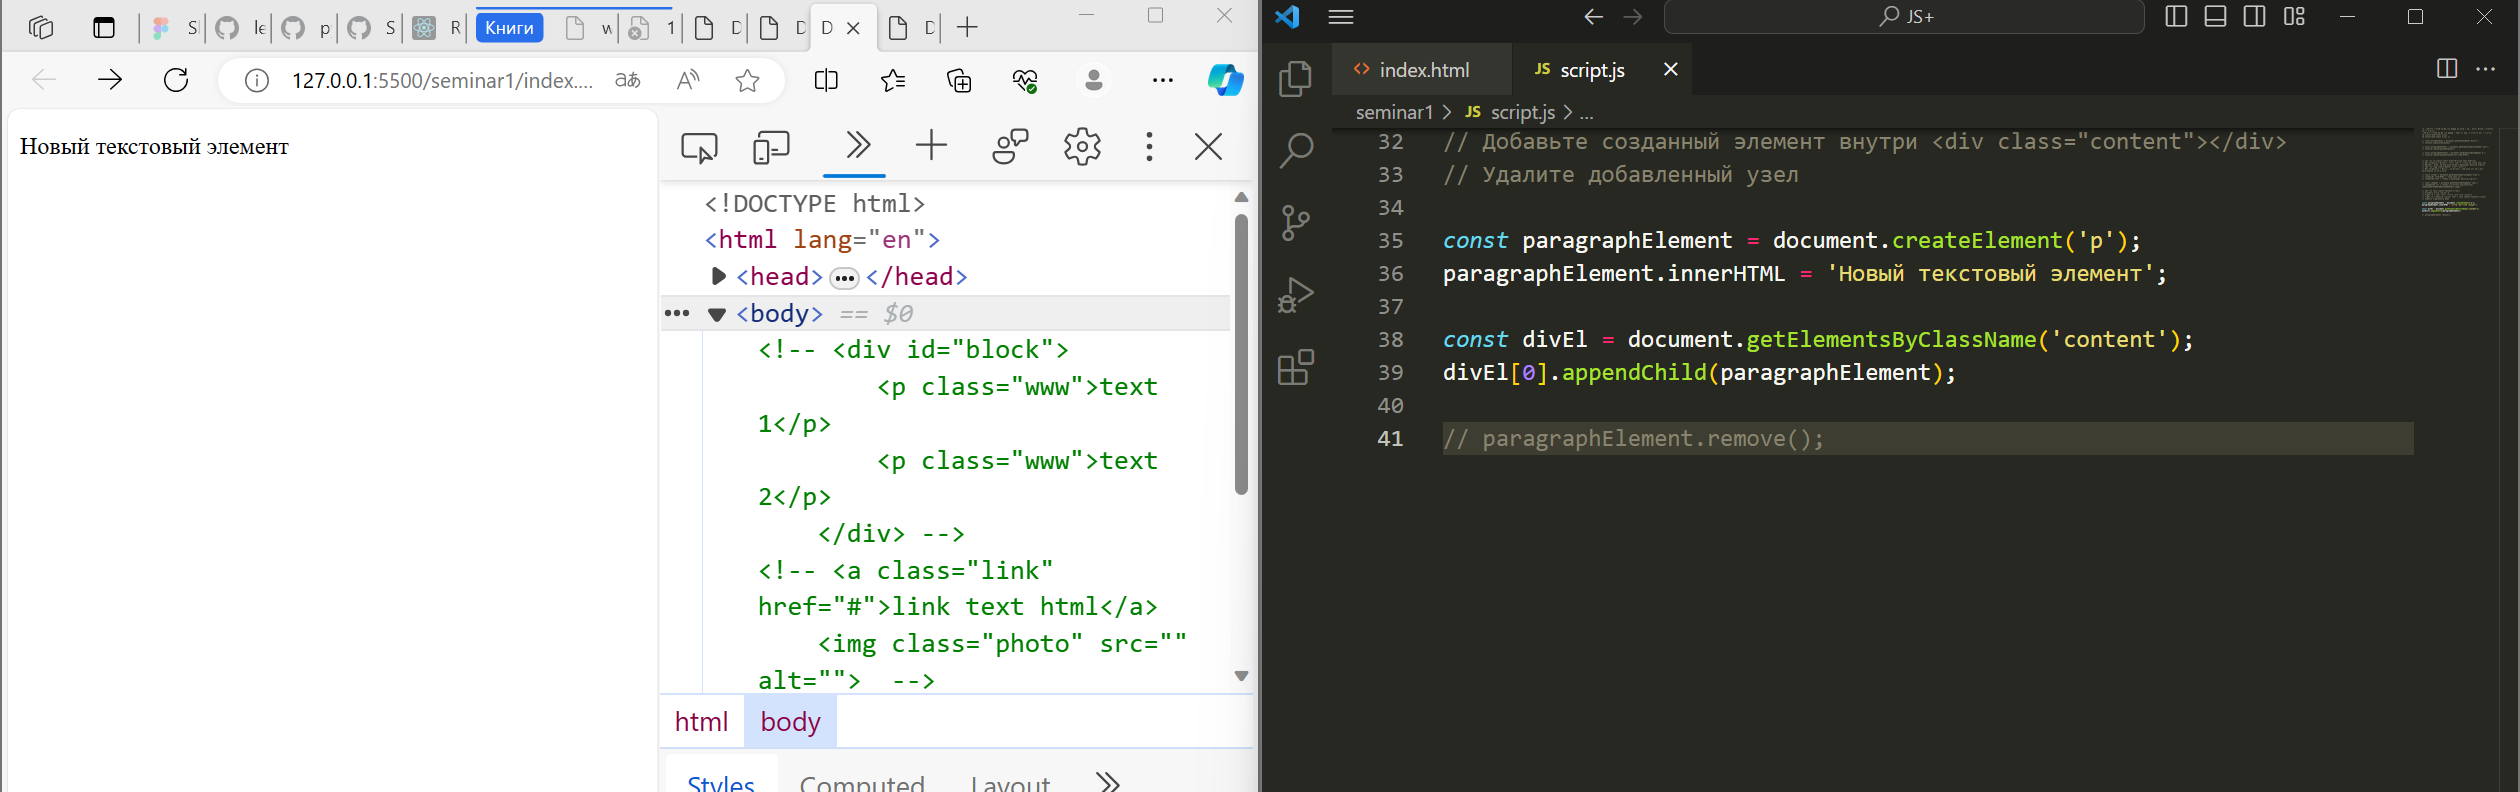 S le p S R Книги w 1 D D D D
127.0.0.1:5500/seminar1/index....
Новый текстовый элемент
<!DOCTYPE html>
<html lang="en">
<head> ••• </head>
••• <body> == $0
<!-- <div id="block">
<p class="www">text
1</p>
<p class="www">text
2</p>
</div> -->
<!-- <a class="link"
href="#">link text html</a>
<img class="photo" src=""
alt=""> -->
html body
Styles Computed Layout
JS+
index.html JS script.js
seminar1 > JS script.js > ...
32 // Добавьте созданный элемент внутри <div class="content"></div>
33 // Удалите добавленный узел
34
35 const paragraphElement = document.createElement('p');
36 paragraphElement.innerHTML = 'Новый текстовый элемент';
37
38 const divEl = document.getElementsByClassName('content');
39 divEl[0].appendChild(paragraphElement);
40
41 // paragraphElement.remove();